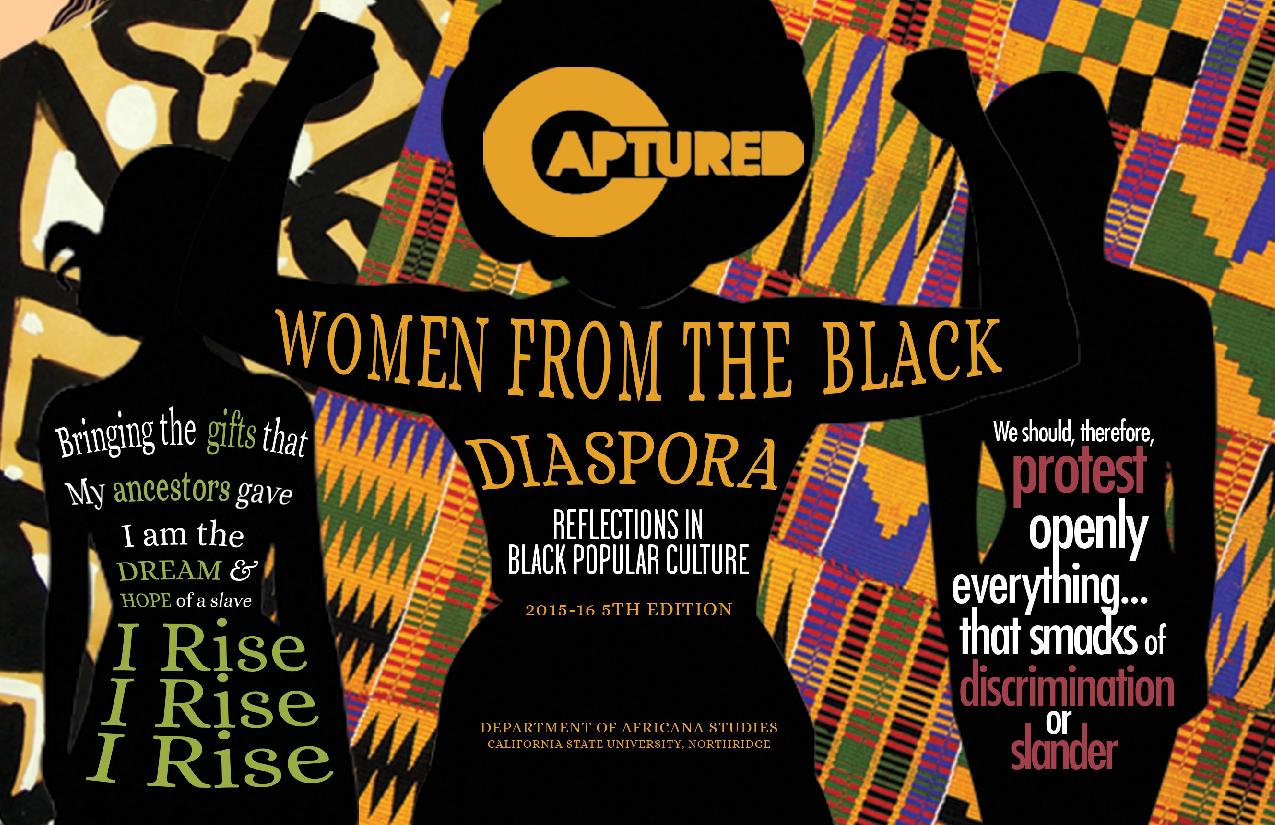 CAPTURED
WOMEN FROM THE BLACK
DIASPORA
REFLECTIONS IN
BLACK POPULAR CULTURE
2015-16 5TH EDITION
DEPARTMENT OF AFRICANA STUDIES
CALIFORNIA STATE UNIVERSITY, NORTHRIDGE
Bringing the gifts that
My ancestors gave
I am the
DREAM &
HOPE of a slave
I Rise
I Rise
I Rise
We should, therefore,
protest
openly
everything...
that smacks of
discrimination
or
slander